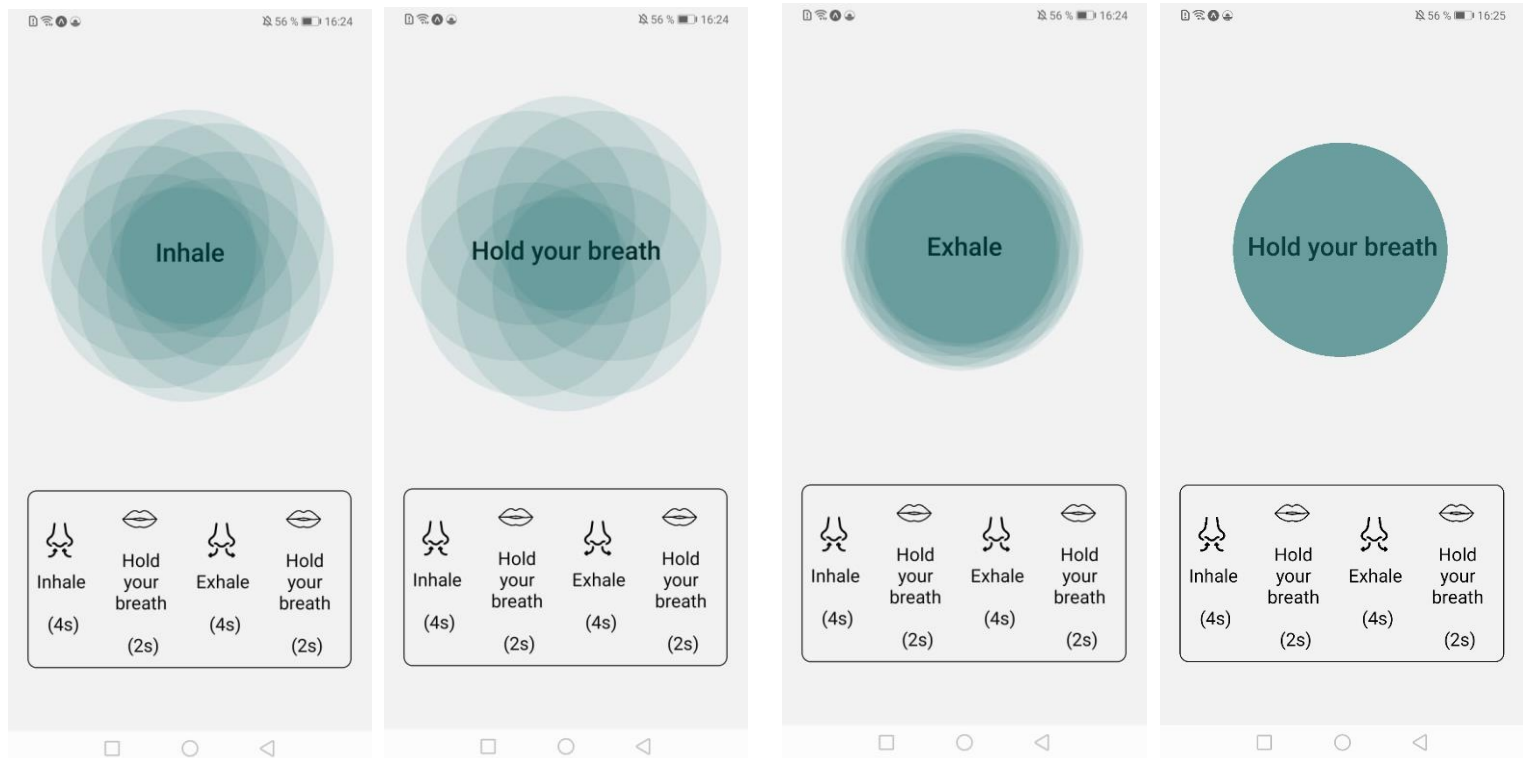 56 % 16:24
Inhale
Inhale
(4s)
Hold
your
breath
(2s)
Exhale
(4s)
Hold
your
breath
(2s)
56 % 16:24
Hold your breath
Inhale
(4s)
Hold
your
breath
(2s)
Exhale
(4s)
Hold
your
breath
(2s)
56 % 16:24
Exhale
Inhale
(4s)
Hold
your
breath
(2s)
Exhale
(4s)
Hold
your
breath
(2s)
56 % 16:25
Hold your breath
Inhale
(4s)
Hold
your
breath
(2s)
Exhale
(4s)
Hold
your
breath
(2s)